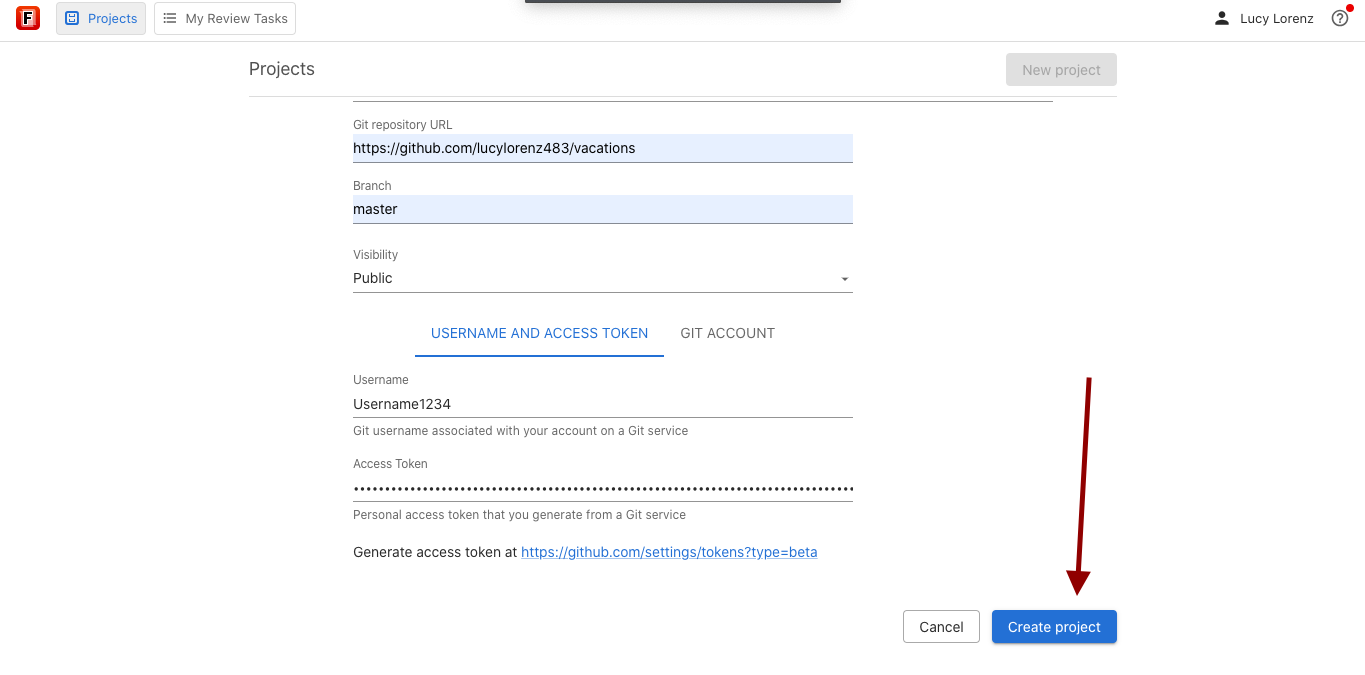 F
Projects
My Review Tasks
Lucy Lorenz
?
Projects
New project
Git repository URL
https://github.com/lucylorenz483/vacations
Branch
master
Visibility
Public
USERNAME AND ACCESS TOKEN
GIT ACCOUNT
Username
Username1234
Git username associated with your account on a Git service
Access Token
Personal access token that you generate from a Git service
Generate access token at https://github.com/settings/tokens?type=beta
Cancel
Create project